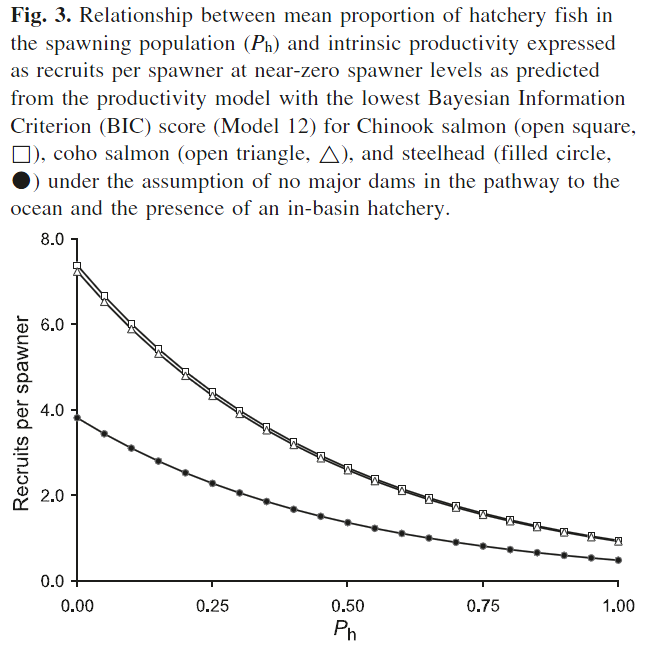 Fig. 3. Relationship between mean proportion of hatchery fish in
the spawning population (Ph) and intrinsic productivity expressed
as recruits per spawner at near-zero spawner levels as predicted
from the productivity model with the lowest Bayesian Information
Criterion (BIC) score (Model 12) for Chinook salmon (open square,
□), coho salmon (open triangle, △), and steelhead (filled circle,
●) under the assumption of no major dams in the pathway to the
ocean and the presence of an in-basin hatchery.
8.0
6.0
4.0
2.0
0.0
Recruits per spawner
0.00 0.25 0.50 0.75 1.00
Ph